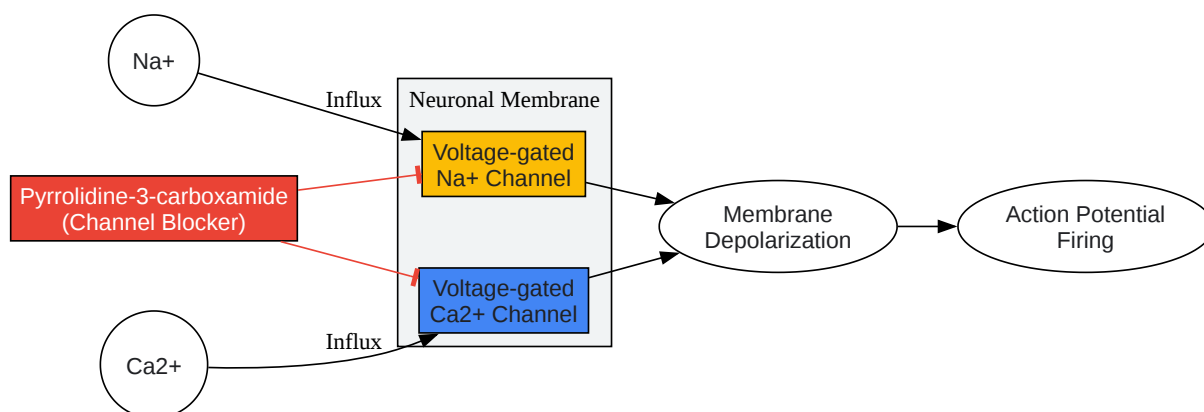 Na+
Influx
Neuronal Membrane
Voltage-gated
Na+ Channel
Pyrrolidine-3-carboxamide
(Channel Blocker)
Membrane
Depolarization
Action Potential
Firing
Voltage-gated
Ca2+ Channel
Influx
Ca2+